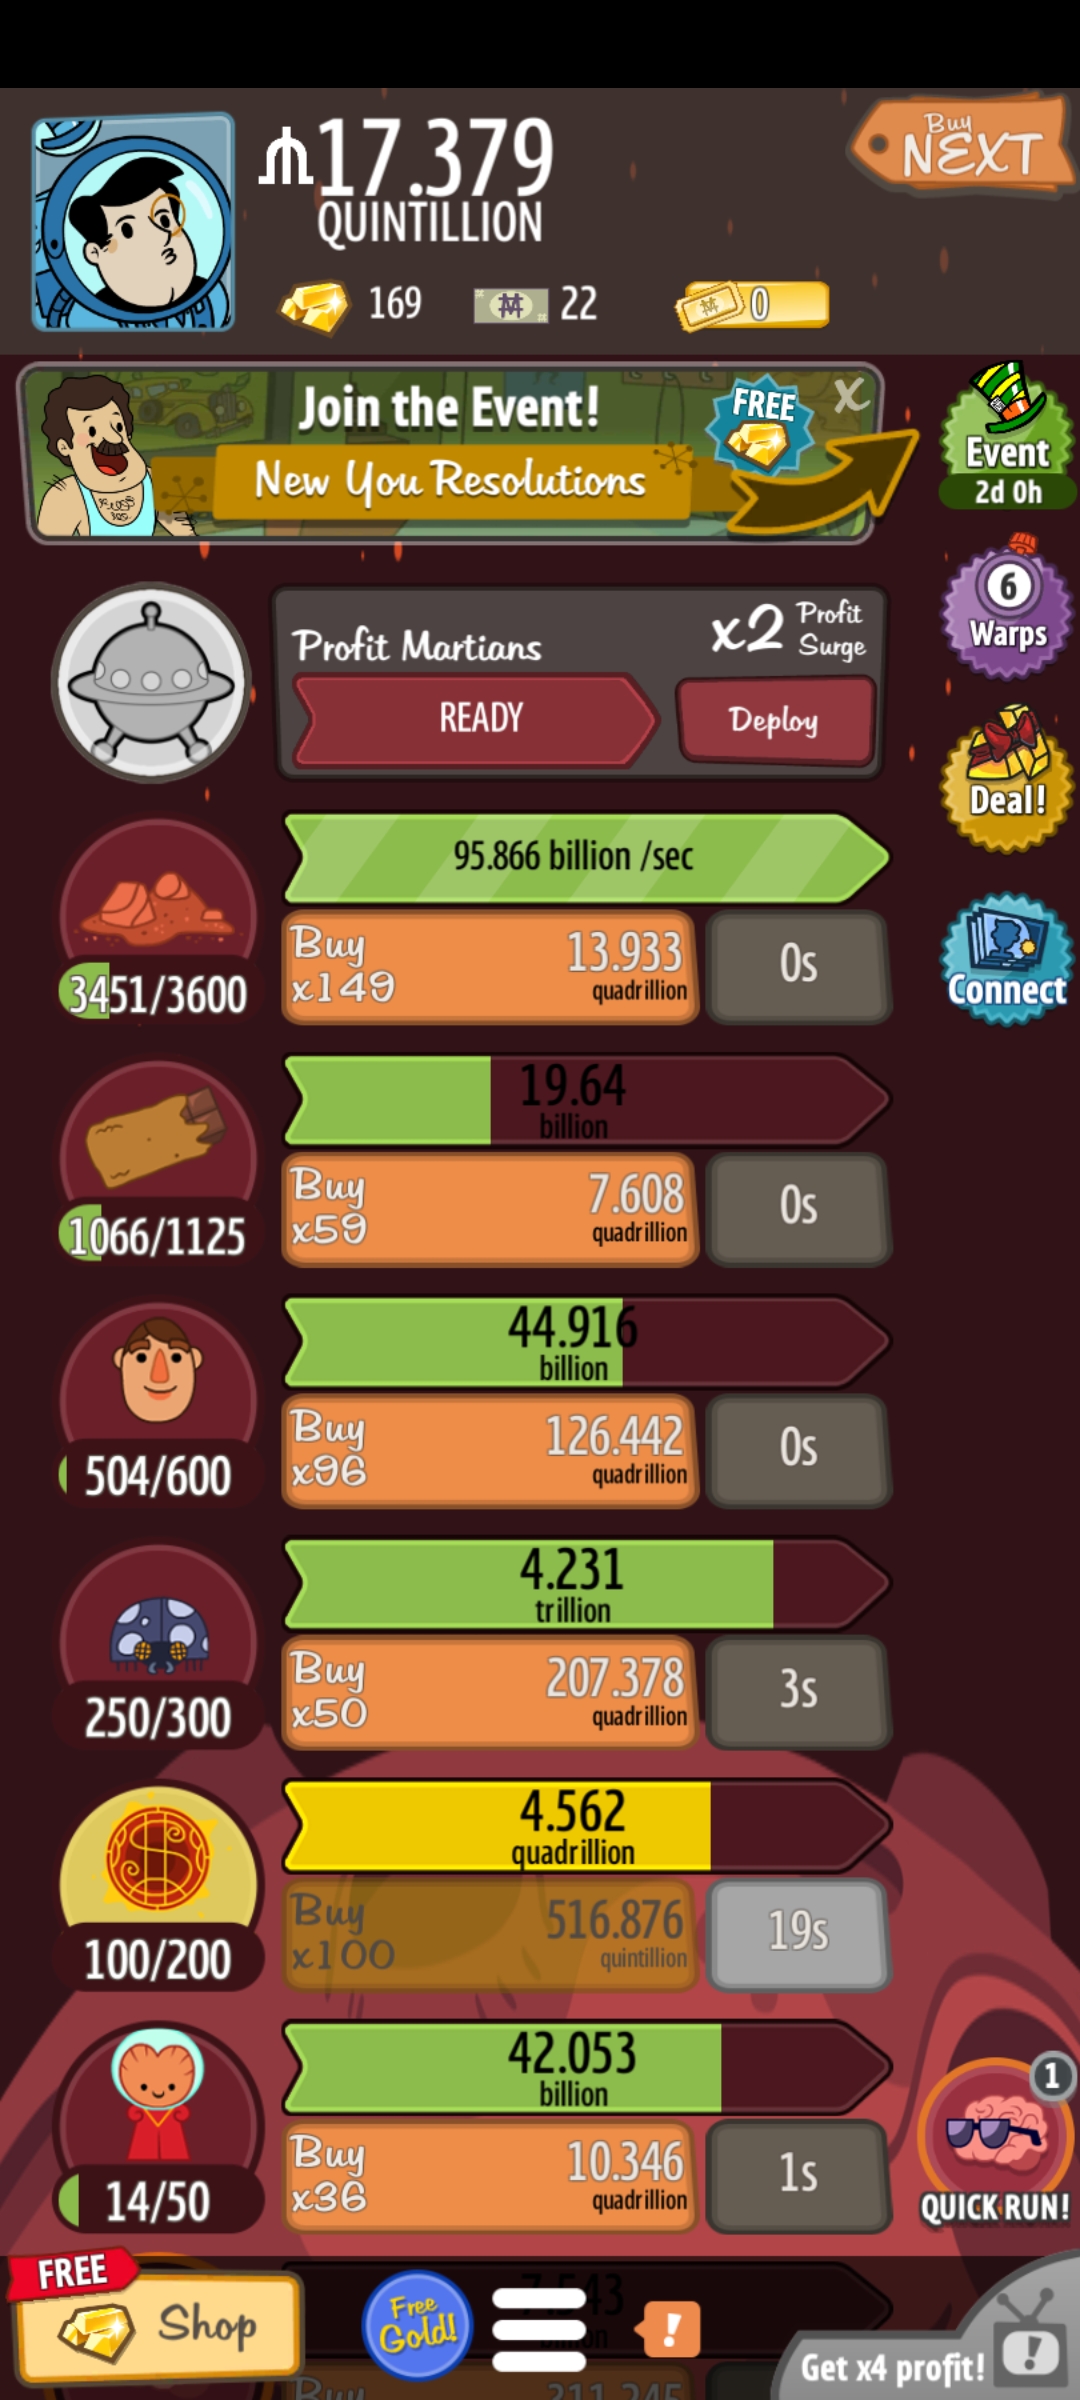 17.379
QUINTILLION
Buy
NEXT
169
22
0
Join the Event!
FREE
X
New You Resolutions
Event
2d 0h
6
Warps
Profit Martians
x2 Profit Surge
READY
Deploy
Deal!
95.866 billion /sec
3451/3600
Buy x149
13.933 quadrillion
0s
Connect
19.64
billion
1066/1125
Buy x59
7.608 quadrillion
0s
44.916
billion
504/600
Buy x96
126.442 quadrillion
0s
4.231
trillion
250/300
Buy x50
207.378 quadrillion
3s
4.562
quadrillion
100/200
Buy x100
516.876 quintillion
19s
42.053
billion
14/50
Buy x36
10.346 quadrillion
1s
1
QUICK RUN!
FREE
Shop
Free Gold!
!
Get x4 profit!
!
Buy
311.245